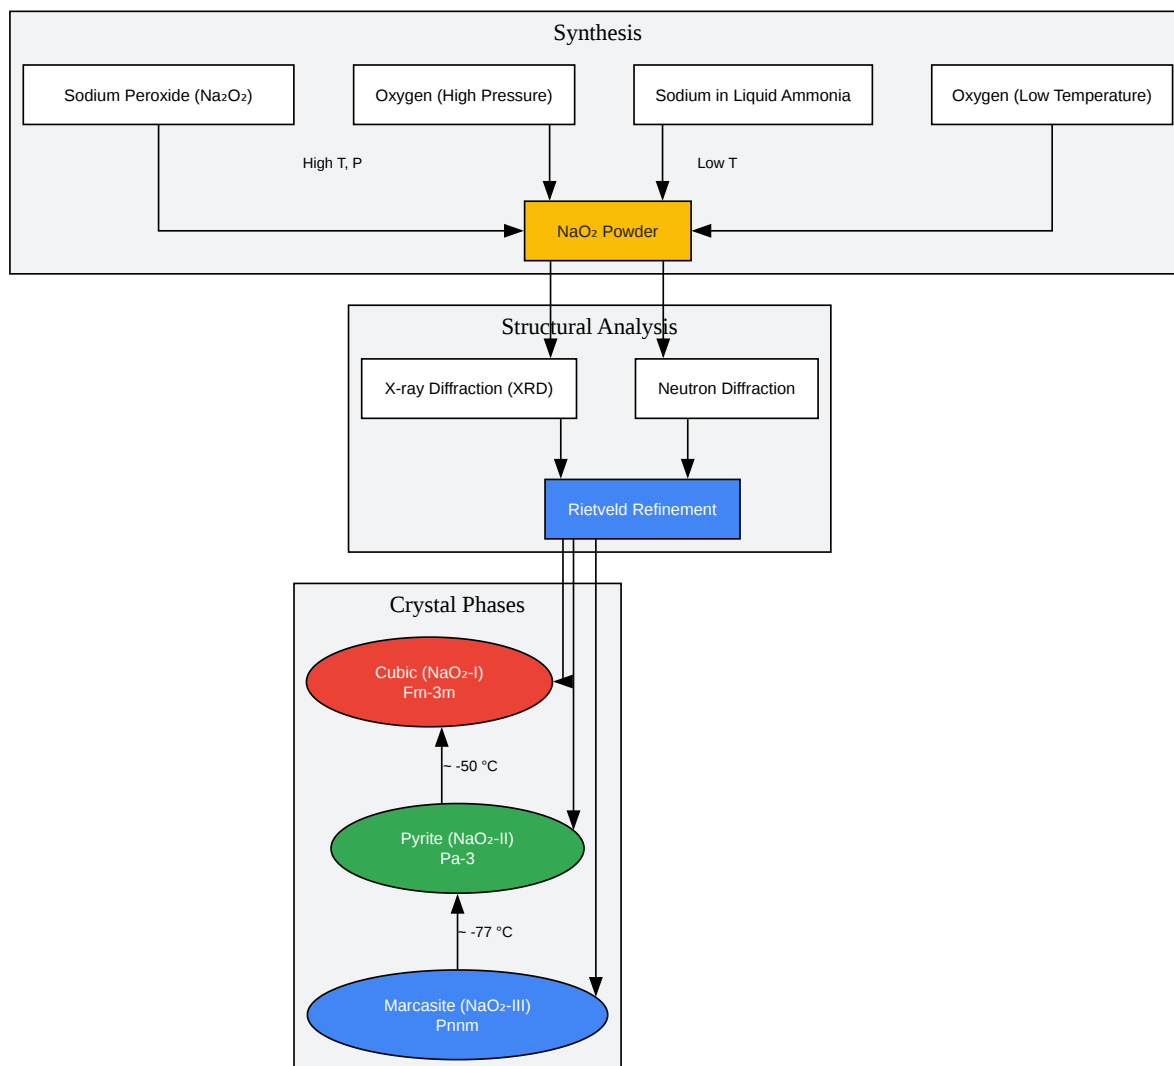 Synthesis
Sodium Peroxide (Na₂O₂)
Oxygen (High Pressure)
Sodium in Liquid Ammonia
Oxygen (Low Temperature)
High T, P
Low T
NaO₂ Powder
Structural Analysis
X-ray Diffraction (XRD)
Neutron Diffraction
Rietveld Refinement
Crystal Phases
Cubic (NaO₂-I)
Fm-3m
~ -50 °C
Pyrite (NaO₂-II)
Pa-3
~ -77 °C
Marcasite (NaO₂-III)
Pnnm